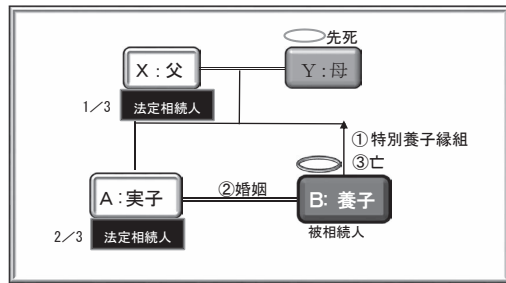 先死
X：父
Y：母
1／3 法定相続人
①特別養子縁組
③亡
A：実子
②婚姻
B: 養子
2／3 法定相続人
被相続人